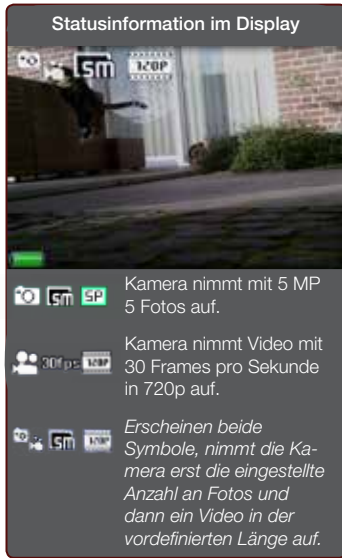 Statusinformation im Display
5m 720P
5m 5P Kamera nimmt mit 5 MP
5 Fotos auf.
Kamera nimmt Video mit
30fps 720P 30 Frames pro Sekunde
in 720p auf.
Erscheinen beide
5m 720P Symbole, nimmt die Ka-
mera erst die eingestellte
Anzahl an Fotos und
dann ein Video in der
vordefinierten Länge auf.